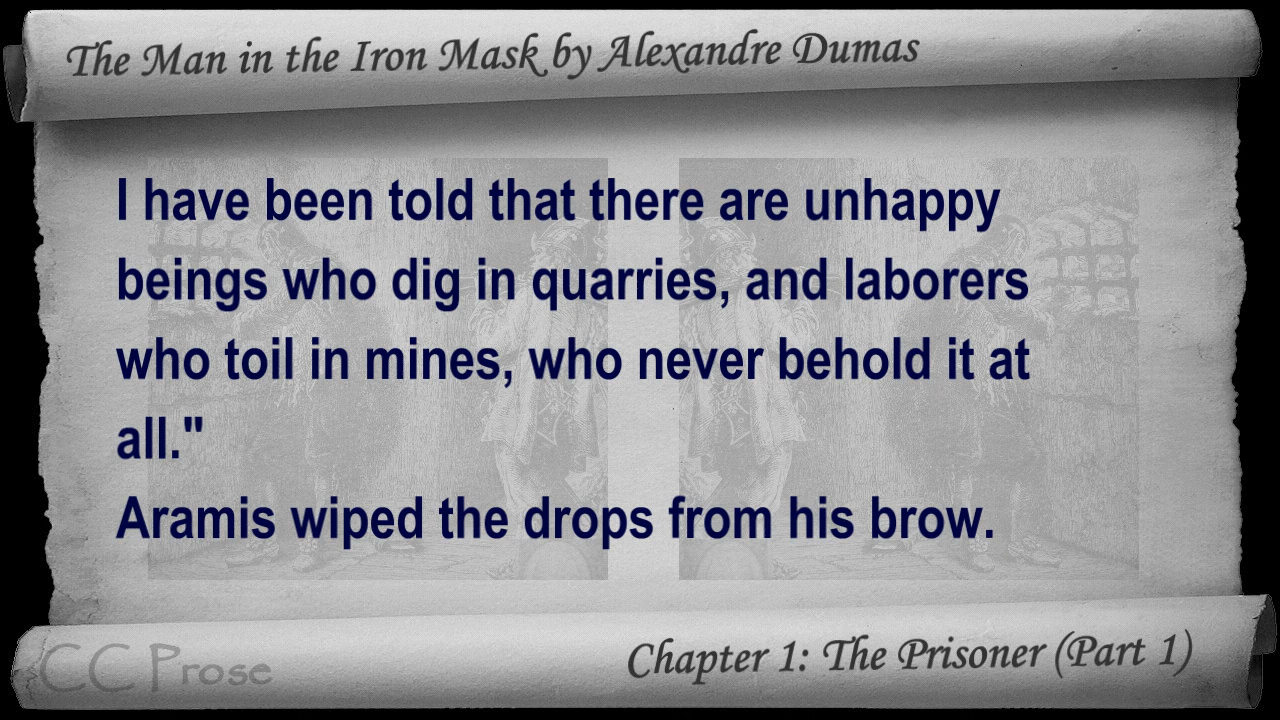 The Man in the Iron Mask by Alexandre Dumas
I have been told that there are unhappy
beings who dig in quarries, and laborers
who toil in mines, who never behold it at
all."
Aramis wiped the drops from his brow.
CC Prose
Chapter 1: The Prisoner (Part 1)